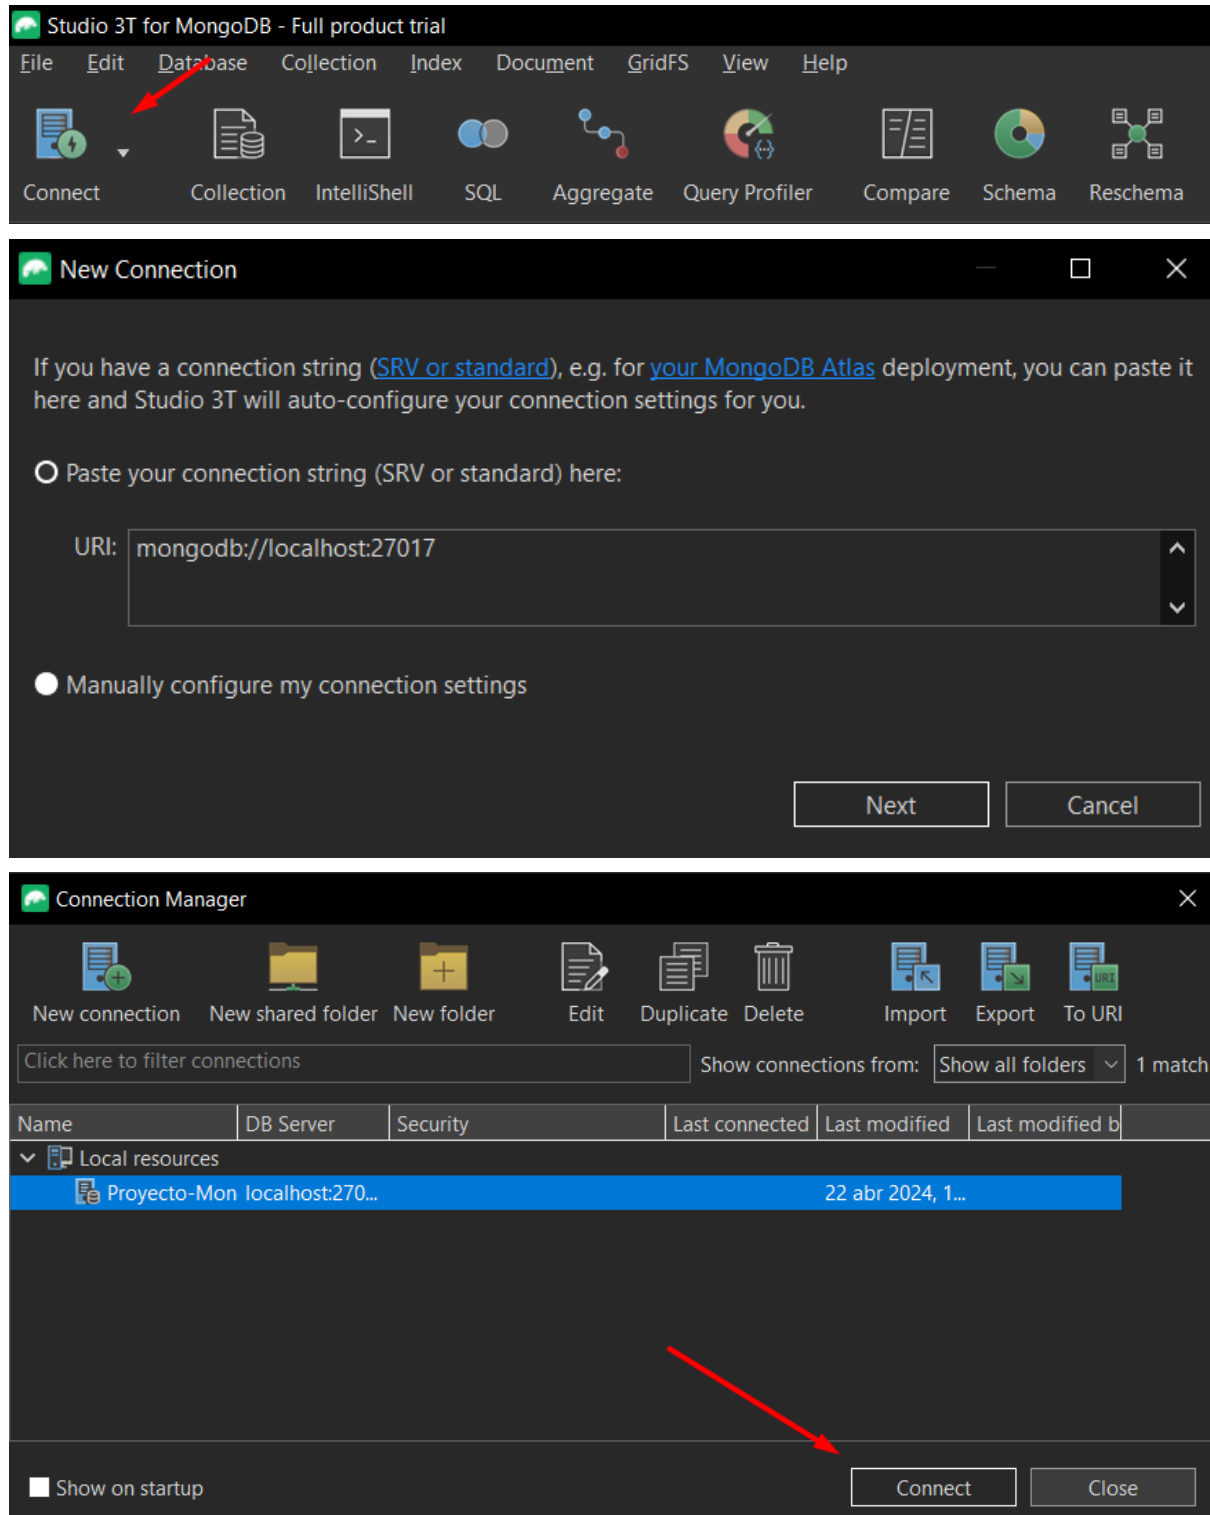 Studio 3T for MongoDB - Full product trial
File Edit Database Collection Index Document GridFS View Help
Connect Collection IntelliShell SQL Aggregate Query Profiler Compare Schema Reschema
New Connection
If you have a connection string (SRV or standard), e.g. for your MongoDB Atlas deployment, you can paste it
here and Studio 3T will auto-configure your connection settings for you.
Paste your connection string (SRV or standard) here:
URI: mongodb://localhost:27017
Manually configure my connection settings
Next Cancel
Connection Manager
URI
New connection New shared folder New folder Edit Duplicate Delete Import Export To URI
Click here to filter connections Show connections from: Show all folders 1 match
Name DB Server Security Last connected Last modified Last modified b
Local resources
Proyecto-Mon localhost:270... 22 abr 2024, 1...
Show on startup Connect Close